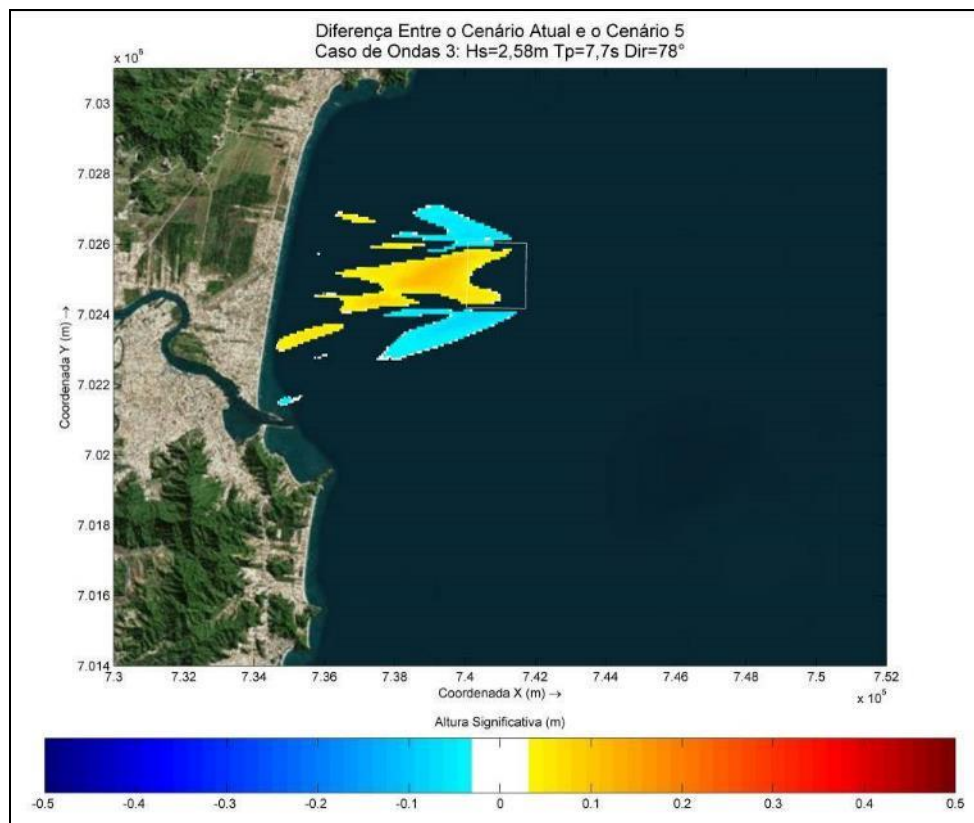 Diferença Entre o Cenário Atual e o Cenário 5
Caso de Ondas 3: Hs=2,58m Tp=7,7s Dir=78°
x 10⁶
7.03
7.028
7.026
7.024
7.022
7.02
7.018
7.016
7.014
Coordenada Y (m) →
7.3 7.32 7.34 7.36 7.38 7.4 7.42 7.44 7.46 7.48 7.5 7.52
Coordenada X (m) →
x 10⁵
Altura Significativa (m)
-0.5 -0.4 -0.3 -0.2 -0.1 0 0.1 0.2 0.3 0.4 0.5